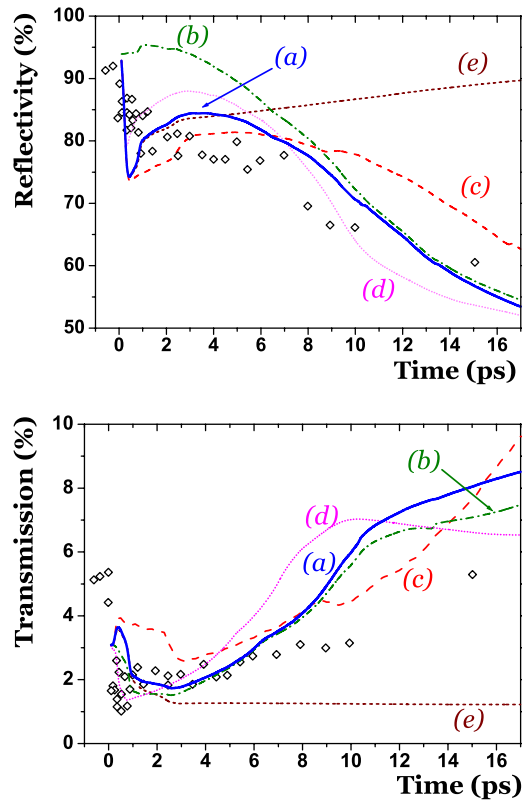 Reflectivity (%)
100
90
80
70
60
50
(b)
(a)
(e)
(c)
(d)
0 2 4 6 8 10 12 14 16
Time (ps)
Transmission (%)
10
8
6
4
2
0
(b)
(d)
(a)
(c)
(e)
0 2 4 6 8 10 12 14 16
Time (ps)